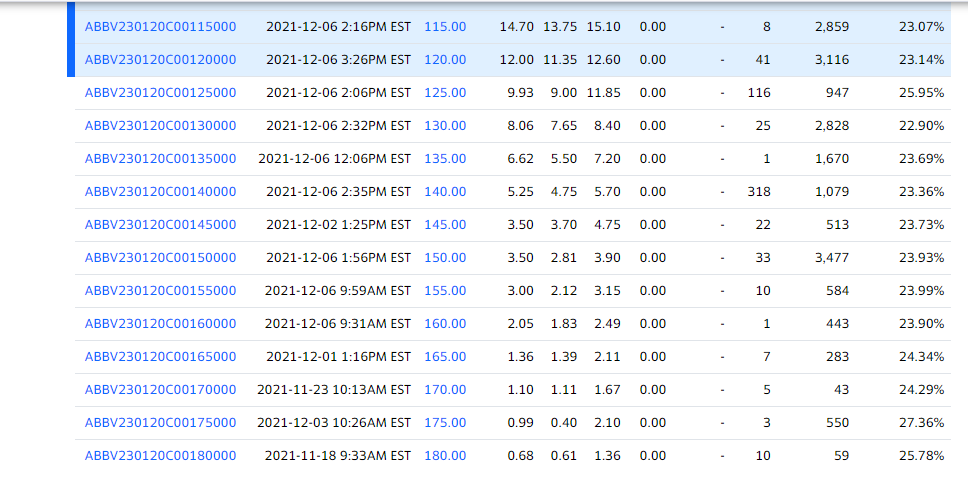 ABBV230120C00115000 2021-12-06 2:16PM EST 115.00 14.70 13.75 15.10 0.00 - 8 2,859 23.07%
ABBV230120C00120000 2021-12-06 3:26PM EST 120.00 12.00 11.35 12.60 0.00 - 41 3,116 23.14%
ABBV230120C00125000 2021-12-06 2:06PM EST 125.00 9.93 9.00 11.85 0.00 - 116 947 25.95%
ABBV230120C00130000 2021-12-06 2:32PM EST 130.00 8.06 7.65 8.40 0.00 - 25 2,828 22.90%
ABBV230120C00135000 2021-12-06 12:06PM EST 135.00 6.62 5.50 7.20 0.00 - 1 1,670 23.69%
ABBV230120C00140000 2021-12-06 2:35PM EST 140.00 5.25 4.75 5.70 0.00 - 318 1,079 23.36%
ABBV230120C00145000 2021-12-02 1:25PM EST 145.00 3.50 3.70 4.75 0.00 - 22 513 23.73%
ABBV230120C00150000 2021-12-06 1:56PM EST 150.00 3.50 2.81 3.90 0.00 - 33 3,477 23.93%
ABBV230120C00155000 2021-12-06 9:59AM EST 155.00 3.00 2.12 3.15 0.00 - 10 584 23.99%
ABBV230120C00160000 2021-12-06 9:31AM EST 160.00 2.05 1.83 2.49 0.00 - 1 443 23.90%
ABBV230120C00165000 2021-12-01 1:16PM EST 165.00 1.36 1.39 2.11 0.00 - 7 283 24.34%
ABBV230120C00170000 2021-11-23 10:13AM EST 170.00 1.10 1.11 1.67 0.00 - 5 43 24.29%
ABBV230120C00175000 2021-12-03 10:26AM EST 175.00 0.99 0.40 2.10 0.00 - 3 550 27.36%
ABBV230120C00180000 2021-11-18 9:33AM EST 180.00 0.68 0.61 1.36 0.00 - 10 59 25.78%